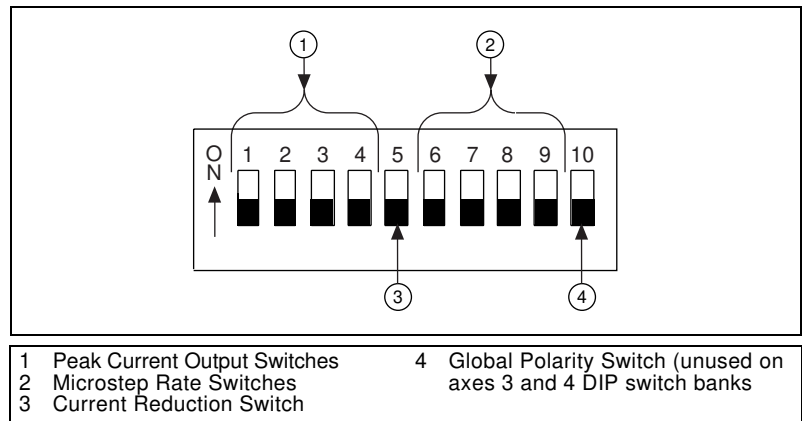 1 2
O
N
1 2 3 4 5 6 7 8 9 10
3 4
1 Peak Current Output Switches
2 Microstep Rate Switches
3 Current Reduction Switch
4 Global Polarity Switch (unused on
axes 3 and 4 DIP switch banks